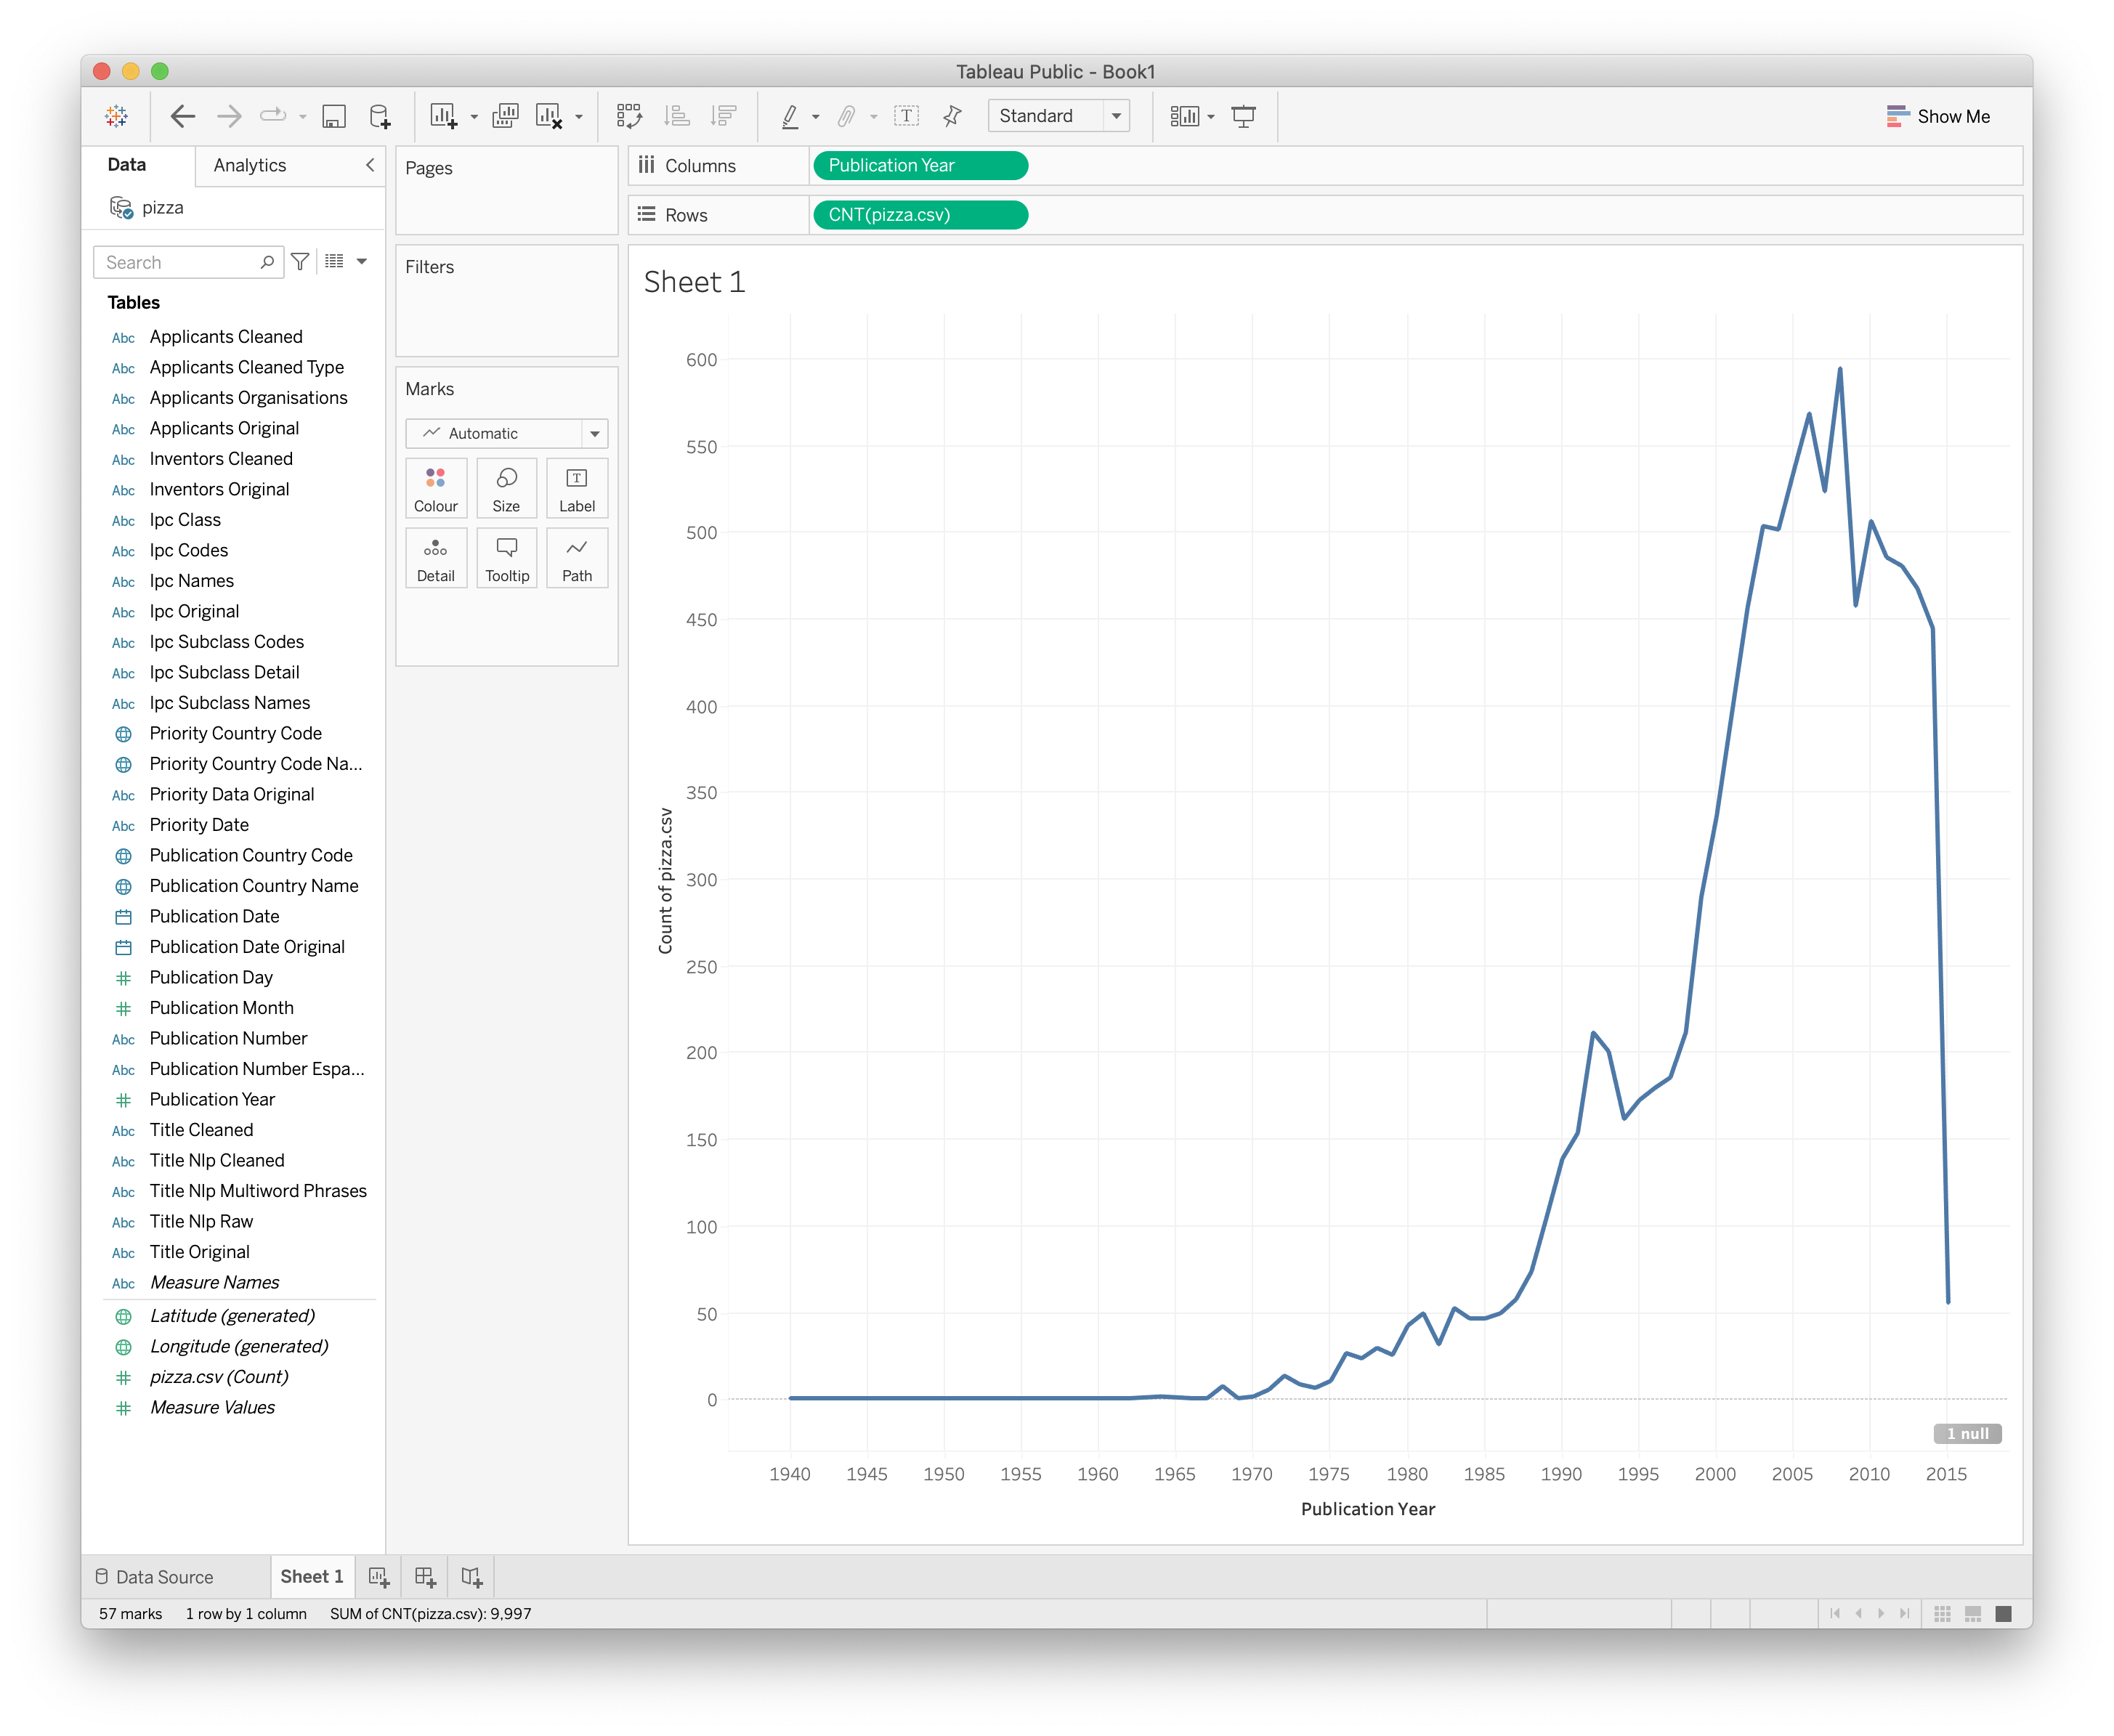 Tableau Public - Book1
Standard
Show Me
Data
Analytics
pizza
Search
Tables
Abc Applicants Cleaned
Abc Applicants Cleaned Type
Abc Applicants Organisations
Abc Applicants Original
Abc Inventors Cleaned
Abc Inventors Original
Abc Ipc Class
Abc Ipc Codes
Abc Ipc Names
Abc Ipc Original
Abc Ipc Subclass Codes
Abc Ipc Subclass Detail
Abc Ipc Subclass Names
Priority Country Code
Priority Country Code Na...
Abc Priority Data Original
Abc Priority Date
Publication Country Code
Publication Country Name
Publication Date
Publication Date Original
# Publication Day
# Publication Month
Abc Publication Number
Abc Publication Number Espa...
# Publication Year
Abc Title Cleaned
Abc Title Nlp Cleaned
Abc Title Nlp Multiword Phrases
Abc Title Nlp Raw
Abc Title Original
Abc Measure Names
Latitude (generated)
Longitude (generated)
# pizza.csv (Count)
# Measure Values
Pages
Filters
Marks
Automatic
Colour
Size
T
Label
Detail
Tooltip
Path
Columns
Publication Year
Rows
CNT(pizza.csv)
Sheet 1
Count of pizza.csv
600
550
500
450
400
350
300
250
200
150
100
50
0
1 null
1940 1945 1950 1955 1960 1965 1970 1975 1980 1985 1990 1995 2000 2005 2010 2015
Publication Year
Data Source
Sheet 1
57 marks
1 row by 1 column
SUM of CNT(pizza.csv): 9,997